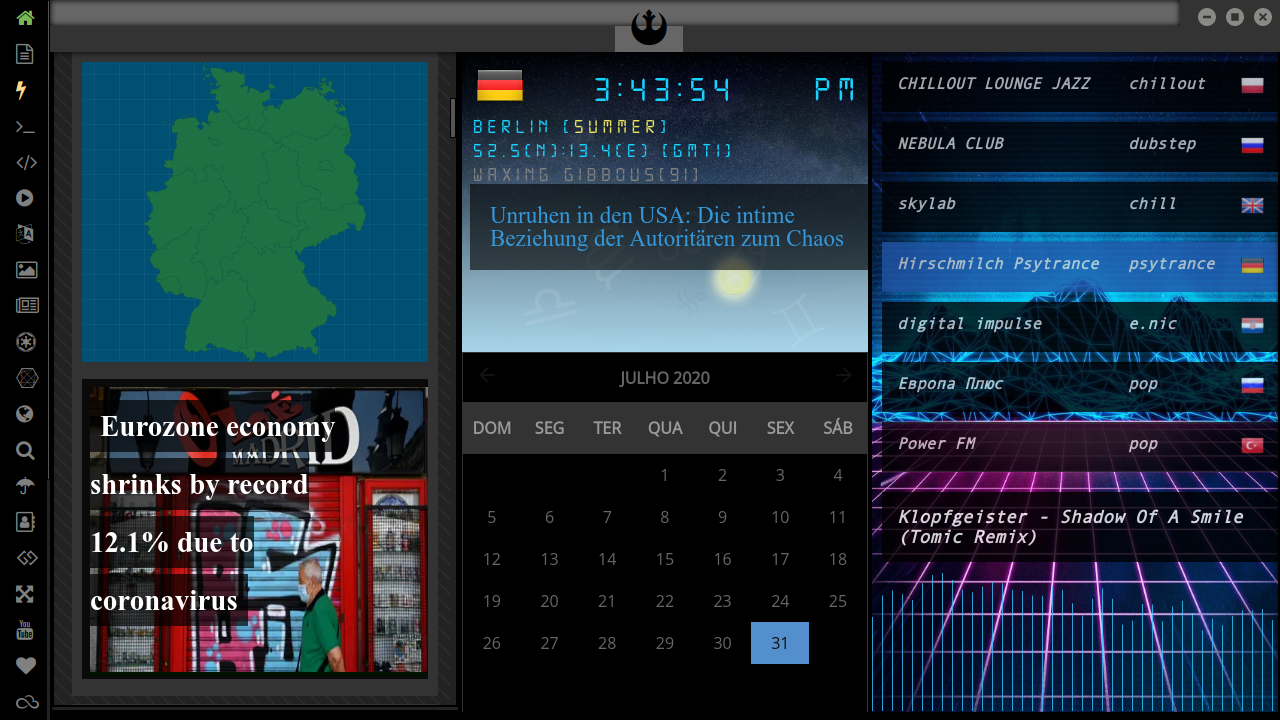 Eurozone economy
shrinks by record
12.1% due to
coronavirus
3:43:54 PM
BERLIN [SUMMER]
52.5(N):13.4(E) [GMT1]
WAXING GIBBOUS[91]
Unruhen in den USA: Die intime
Beziehung der Autoritären zum Chaos
JULHO 2020
DOM SEG TER QUA QUI SEX SÁB
1 2 3 4
5 6 7 8 9 10 11
12 13 14 15 16 17 18
19 20 21 22 23 24 25
26 27 28 29 30 31
CHILLOUT LOUNGE JAZZ chillout
NEBULA CLUB dubstep
skylab chill
Hirschmilch Psytrance psytrance
digital impulse e.nic
Европа Плюс pop
Power FM pop
Klopfgeister - Shadow Of A Smile
(Tomic Remix)
You
Tube